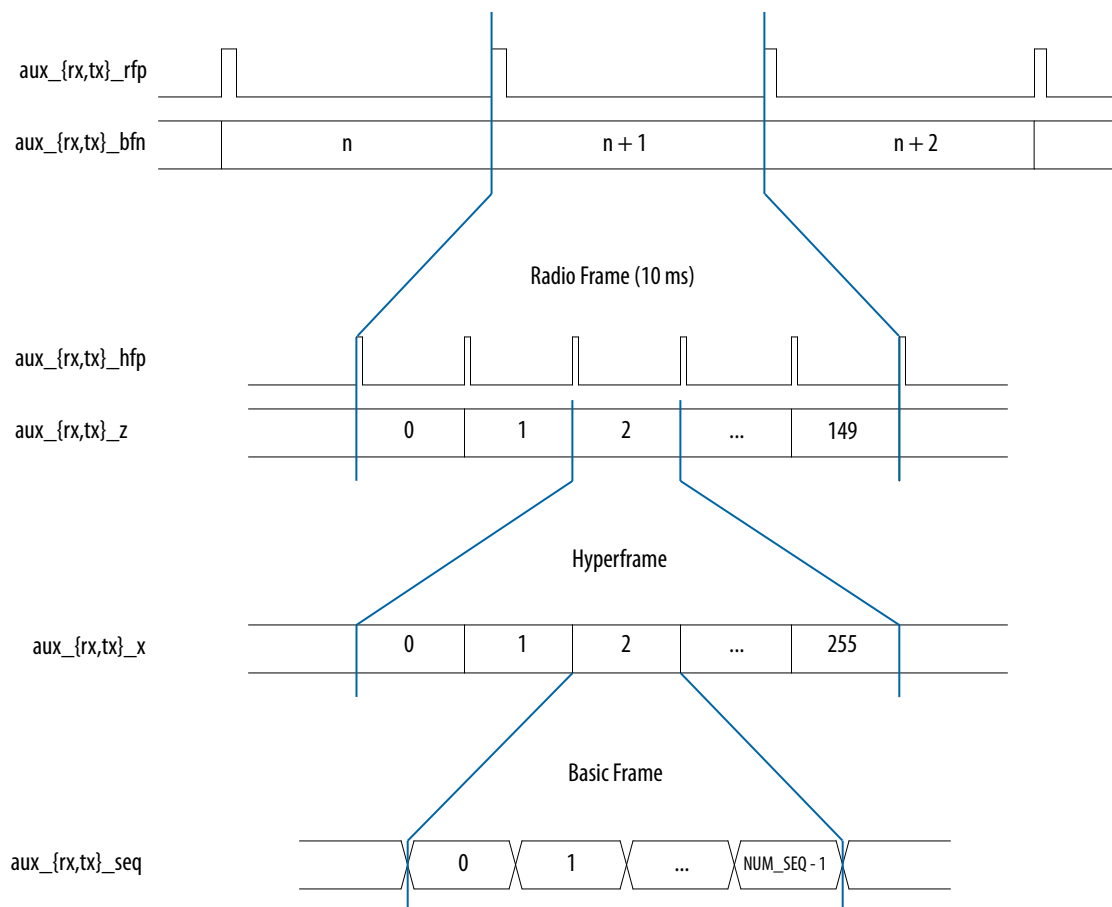 aux_{rx,tx}_rfp
aux_{rx,tx}_bfn n n + 1 n + 2
Radio Frame (10 ms)
aux_{rx,tx}_hfp
aux_{rx,tx}_z 0 1 2 ... 149
Hyperframe
aux_{rx,tx}_x 0 1 2 ... 255
Basic Frame
aux_{rx,tx}_seq 0 1 ... NUM_SEQ - 1